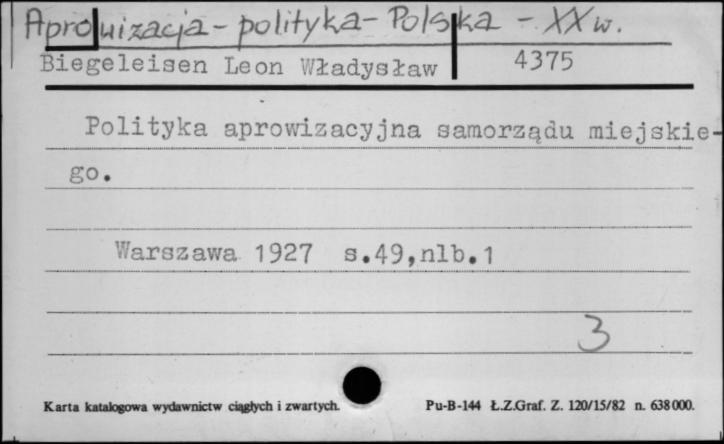 Aprowizacja - polityka - Polska - XX w.
Biegeleisen Leon Władysław 4375
Polityka aprowizacyjna samorządu miejskie-
go.
Warszawa 1927 s.49,nlb.1
3
Karta katalogowa wydawnictw ciągłych i zwartych. Pu-B-144 Ł.Z.Graf. Z. 120/15/82 n. 638000.